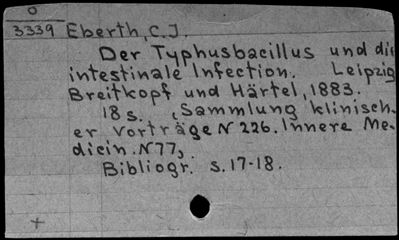 O
3339 Eberth, C. J.
Der Typhusbacillus und die
intestinale Infection. Leipzig
Breitkopf und Härtel, 1883.
18 s. (Sammlung klinisch-
er Vorträge N 226. Innere Me-
dicin. N 77)
Bibliogr. s. 17-18.
+